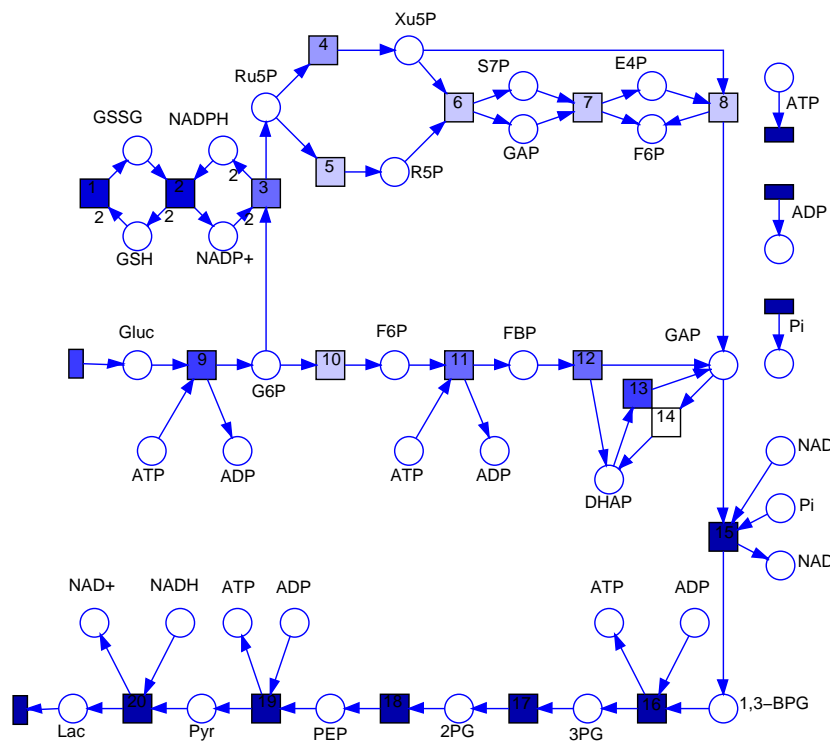 Xu5P
4
Ru5P
S7P
E4P
6
7
8
ATP
GSSG
NADPH
GAP
F6P
5
R5P
1
2
3
2
2
2
2
GSH
NADP+
ADP
Pi
Gluc
F6P
FBP
GAP
9
10
11
12
G6P
13
14
ATP
ADP
ATP
ADP
DHAP
NAD
Pi
15
NAD
NAD+
NADH
ATP
ADP
ATP
ADP
20
19
18
17
16
1,3−BPG
Lac
Pyr
PEP
2PG
3PG